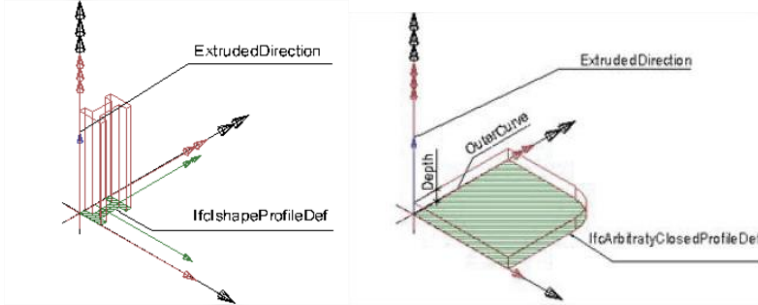 ExtrudedDirection
IfcIshapeProfileDef
ExtrudedDirection
OuterCurve
Depth
IfcArbitratyClosedProfileDef